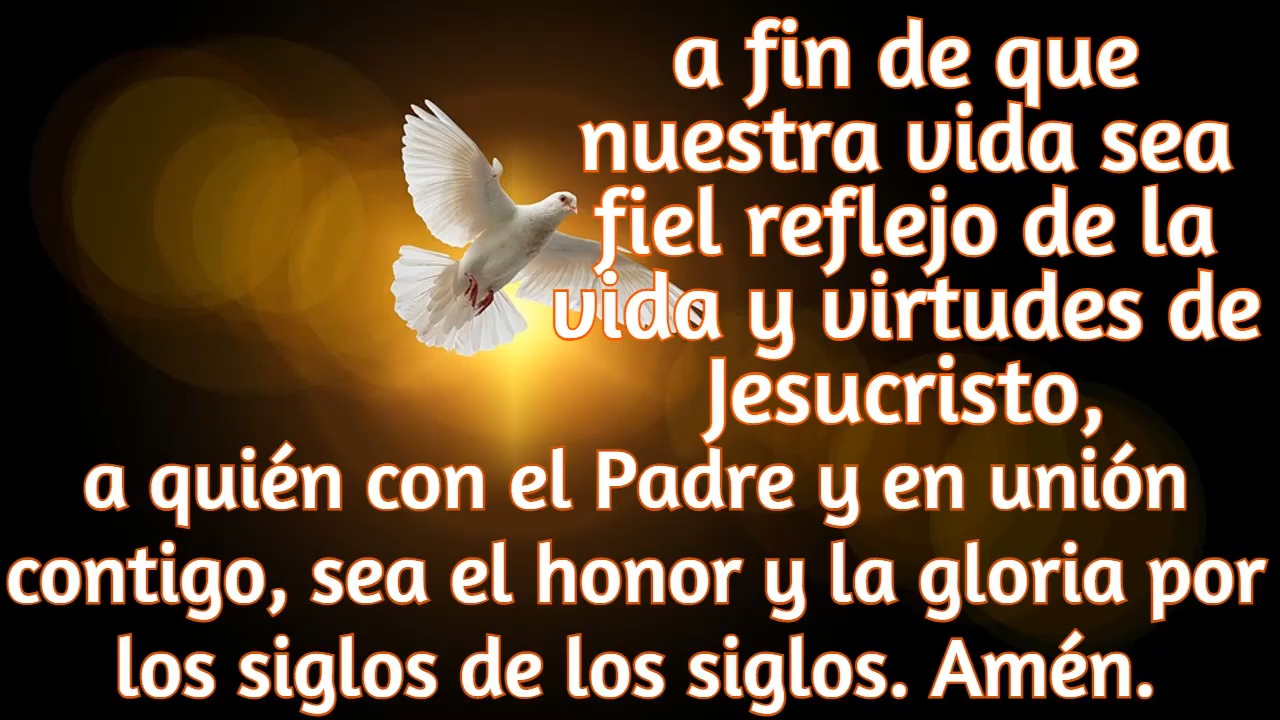 a fin de que
nuestra vida sea
fiel reflejo de la
vida y virtudes de
Jesucristo,
a quién con el Padre y en unión
contigo, sea el honor y la gloria por
los siglos de los siglos. Amén.